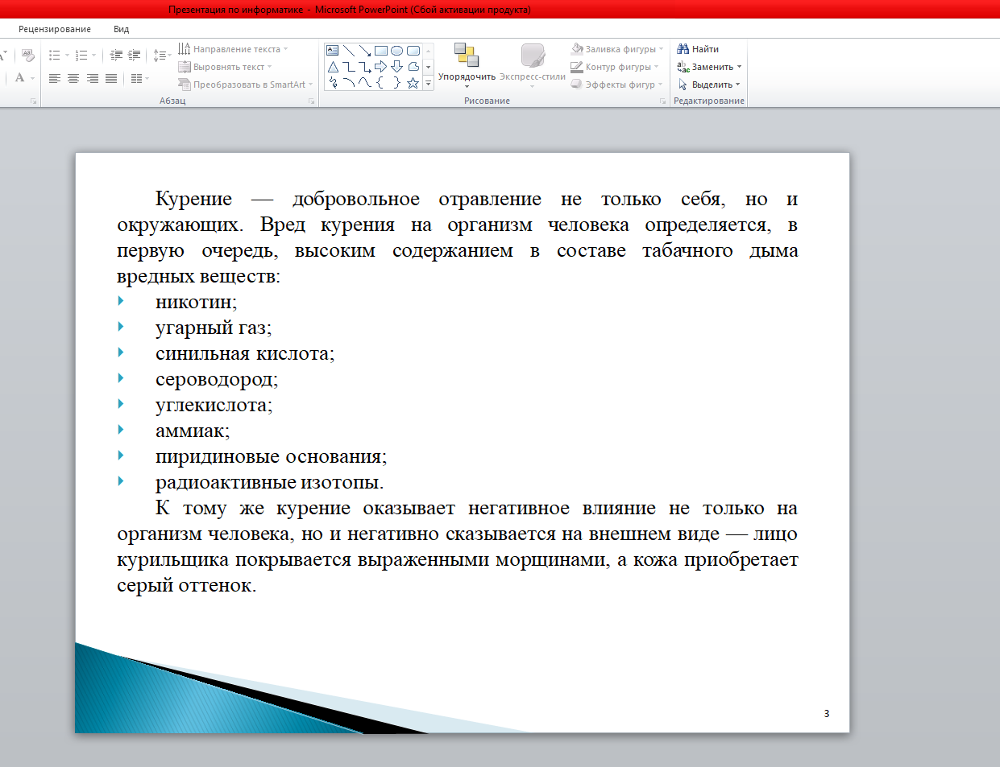 Презентация по информатике - Microsoft PowerPoint (Сбой активации продукта)
Рецензирование Вид
Направление текста
Выровнять текст
Преобразовать в SmartArt
Абзац
Упорядочить
Экспресс-стили
Заливка фигуры
Контур фигуры
Эффекты фигур
Рисование
Найти
Заменить
Выделить
Редактирование
Курение — добровольное отравление не только себя, но и
окружающих. Вред курения на организм человека определяется, в
первую очередь, высоким содержанием в составе табачного дыма
вредных веществ:
никотин;
угарный газ;
синильная кислота;
сероводород;
углекислота;
аммиак;
пиридиновые основания;
радиоактивные изотопы.
К тому же курение оказывает негативное влияние не только на
организм человека, но и негативно сказывается на внешнем виде — лицо
курильщика покрывается выраженными морщинами, а кожа приобретает
серый оттенок.
3